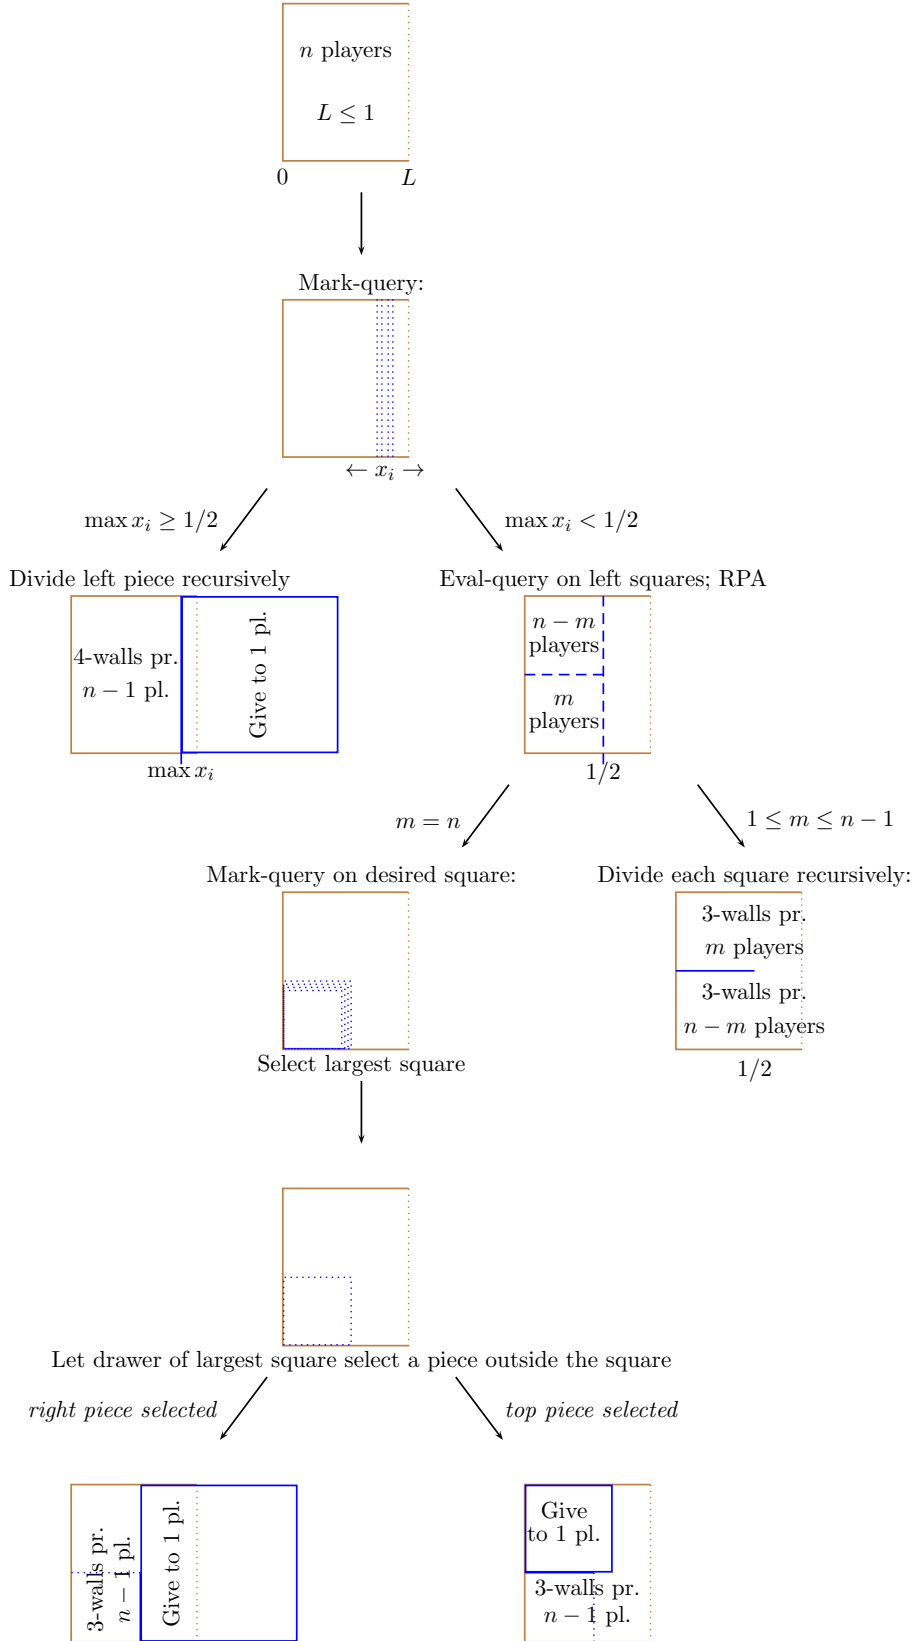 n players
L ≤ 1
0
L
Mark-query:
← x_i →
max x_i ≥ 1/2
max x_i < 1/2
Divide left piece recursively
Eval-query on left squares; RPA
4-walls pr.
n − 1 pl.
Give to 1 pl.
max x_i
n − m
players
m
players
1/2
m = n
1 ≤ m ≤ n − 1
Mark-query on desired square:
Divide each square recursively:
3-walls pr.
m players
3-walls pr.
n − m players
Select largest square
1/2
Let drawer of largest square select a piece outside the square
right piece selected
top piece selected
3-walls pr.
n − 1 pl.
Give to 1 pl.
Give
to 1 pl.
3-walls pr.
n − 1 pl.